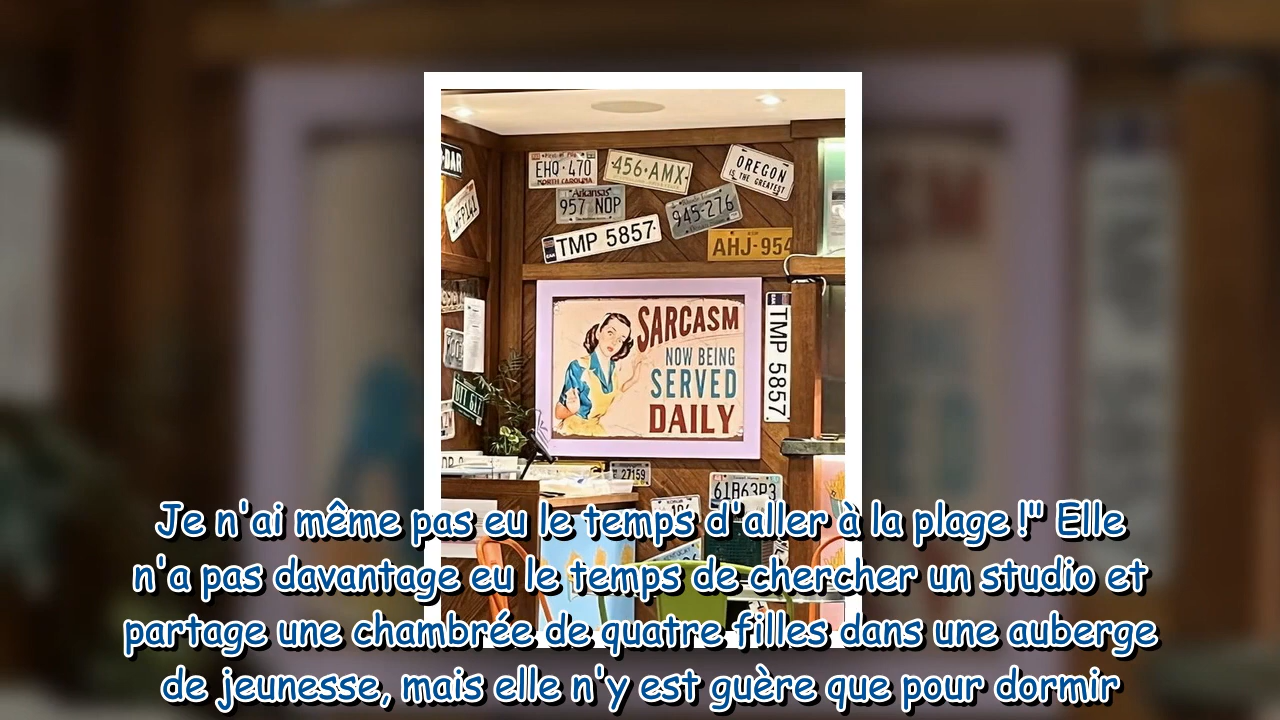 EHQ·470
NORTH CAROLINA
456·AMX
OREGON
IS THE GREATEST
Arkansas
957 NOP
945·276
TMP 5857
AHJ-954
SARCASM
NOW BEING
SERVED
DAILY
TMP 5857
27159
61B63P3
Je n'ai même pas eu le temps d'aller à la plage !" Elle
n'a pas davantage eu le temps de chercher un studio et
partage une chambrée de quatre filles dans une auberge
de jeunesse, mais elle n'y est guère que pour dormir